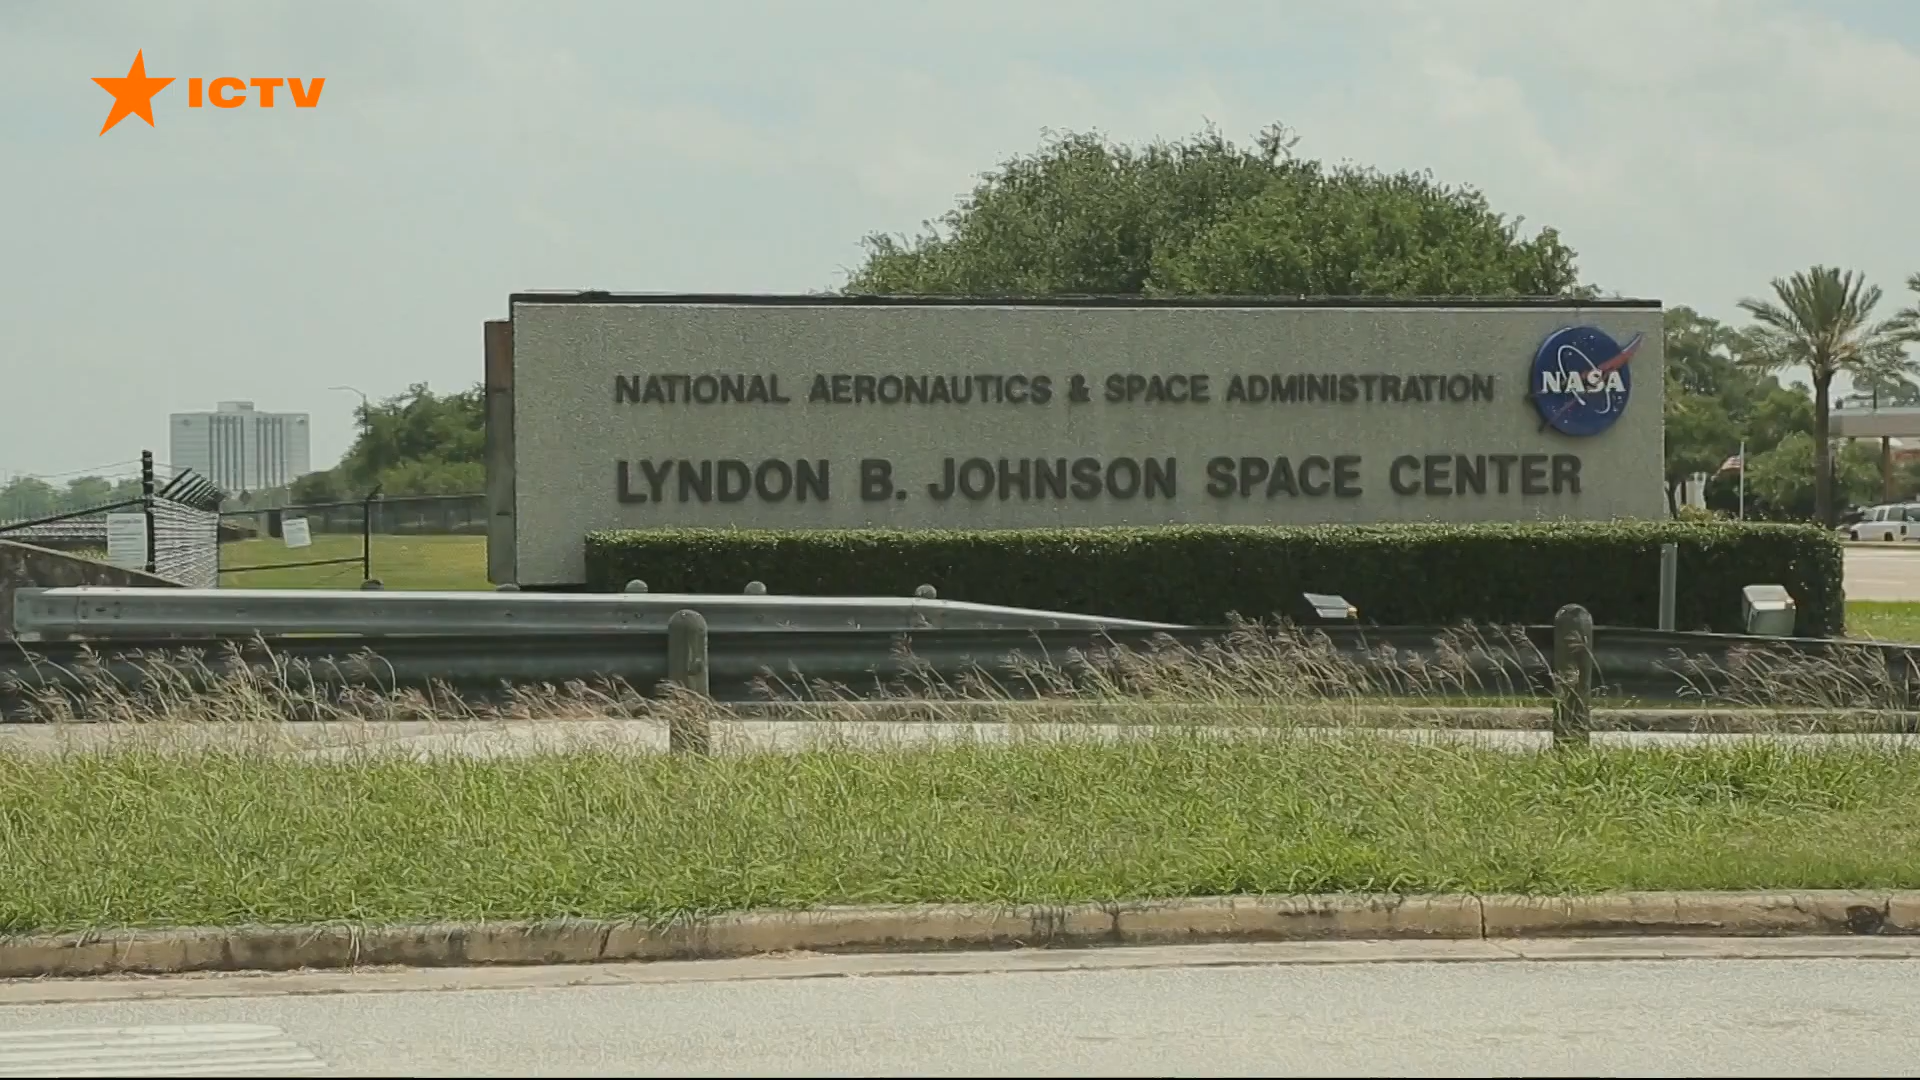 ICTV
NATIONAL AERONAUTICS & SPACE ADMINISTRATION
NASA
LYNDON B. JOHNSON SPACE CENTER